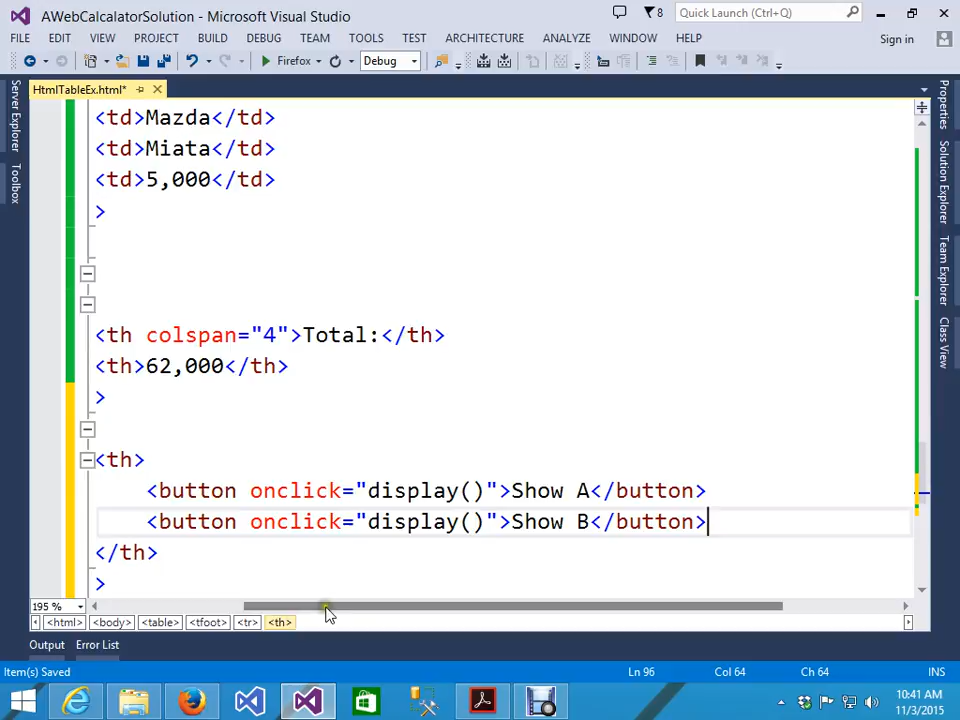 AWebCalcalatorSolution - Microsoft Visual Studio
8
Quick Launch (Ctrl+Q)
FILE EDIT VIEW PROJECT BUILD DEBUG TEAM TOOLS TEST ARCHITECTURE ANALYZE WINDOW HELP
Sign in
Firefox
Debug
HtmlTableEx.html*
Server Explorer
Toolbox
Properties
Solution Explorer
Team Explorer
Class View
<td>Mazda</td>
<td>Miata</td>
<td>5,000</td>
>
<th colspan="4">Total:</th>
<th>62,000</th>
>
<th>
<button onclick="display()">Show A</button>
<button onclick="display()">Show B</button>
</th>
>
195 %
<html> <body> <table> <tfoot> <tr> <th>
Output Error List
Item(s) Saved
Ln 96 Col 64 Ch 64 INS
10:41 AM
11/3/2015